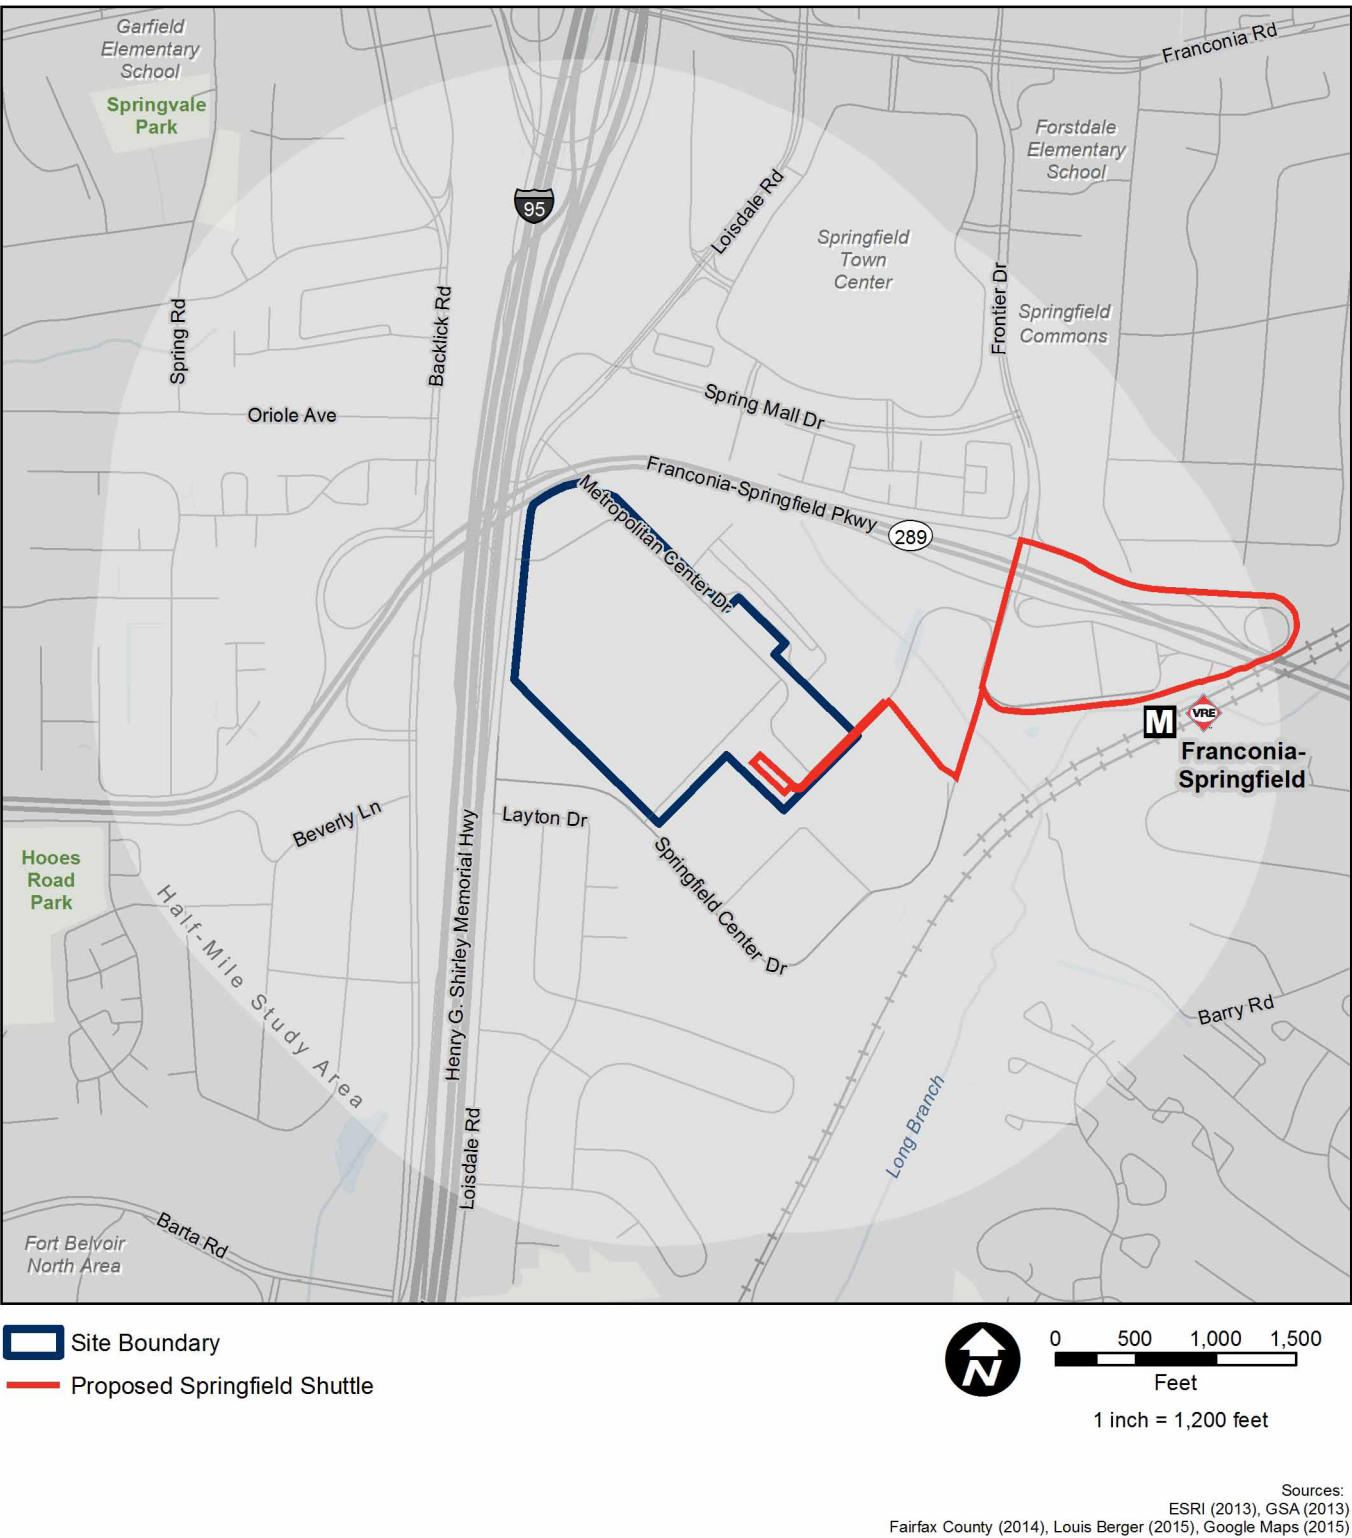 Garfield
Elementary
School
Springvale
Park
Franconia Rd
Forstdale
Elementary
School
95
Loisdale Rd
Springfield
Town
Center
Frontier Dr
Springfield
Commons
Spring Rd
Backlick Rd
Oriole Ave
Spring Mall Dr
Franconia-Springfield Pkwy
289
Metropolitan Center Dr
M
VRE
Franconia-
Springfield
Beverly Ln
Layton Dr
Springfield Center Dr
Henry G. Shirley Memorial Hwy
Hooes
Road
Park
Half-Mile Study Area
Barry Rd
Long Branch
Loisdale Rd
Barta Rd
Fort Belvoir
North Area
Site Boundary
Proposed Springfield Shuttle
N
0 500 1,000 1,500
Feet
1 inch = 1,200 feet
Sources:
ESRI (2013), GSA (2013)
Fairfax County (2014), Louis Berger (2015), Google Maps (2015)